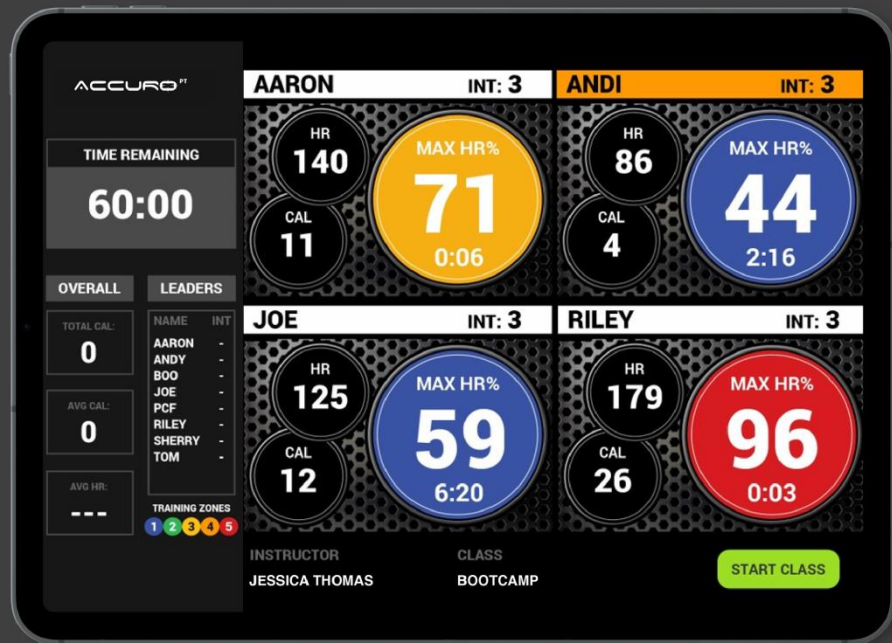 ACCURO PT
TIME REMAINING
60:00
OVERALL
TOTAL CAL:
0
AVG CAL:
0
AVG HR:
---
LEADERS
NAME INT
AARON -
ANDY -
BOO -
JOE -
PCF -
RILEY -
SHERRY -
TOM -
TRAINING ZONES
1 2 3 4 5
AARON INT: 3
HR
140
CAL
11
MAX HR%
71
0:06
ANDI INT: 3
HR
86
CAL
4
MAX HR%
44
2:16
JOE INT: 3
HR
125
CAL
12
MAX HR%
59
6:20
RILEY INT: 3
HR
179
CAL
26
MAX HR%
96
0:03
INSTRUCTOR
JESSICA THOMAS
CLASS
BOOTCAMP
START CLASS